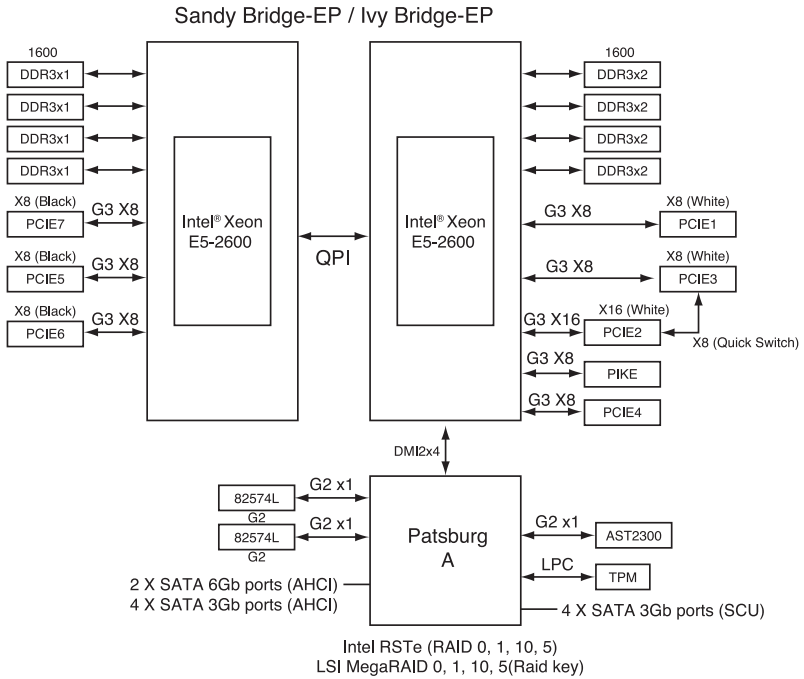 Sandy Bridge-EP / Ivy Bridge-EP
1600
DDR3x1
DDR3x1
DDR3x1
DDR3x1
X8 (Black)
PCIE7
G3 X8
X8 (Black)
PCIE5
G3 X8
X8 (Black)
PCIE6
G3 X8
Intel® Xeon
E5-2600
QPI
Intel® Xeon
E5-2600
1600
DDR3x2
DDR3x2
DDR3x2
DDR3x2
G3 X8
X8 (White)
PCIE1
G3 X8
X8 (White)
PCIE3
G3 X16
X16 (White)
PCIE2
X8 (Quick Switch)
G3 X8
PIKE
G3 X8
PCIE4
DMI2x4
82574L
G2
G2 x1
82574L
G2
G2 x1
Patsburg
A
G2 x1
AST2300
LPC
TPM
2 X SATA 6Gb ports (AHCI)
4 X SATA 3Gb ports (AHCI)
4 X SATA 3Gb ports (SCU)
Intel RSTe (RAID 0, 1, 10, 5)
LSI MegaRAID 0, 1, 10, 5(Raid key)